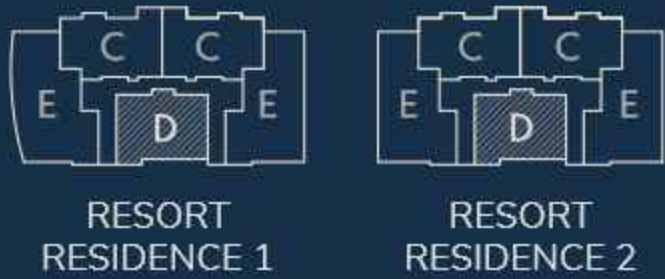 C C
E D E
RESORT
RESIDENCE 1
C C
E D E
RESORT
RESIDENCE 2